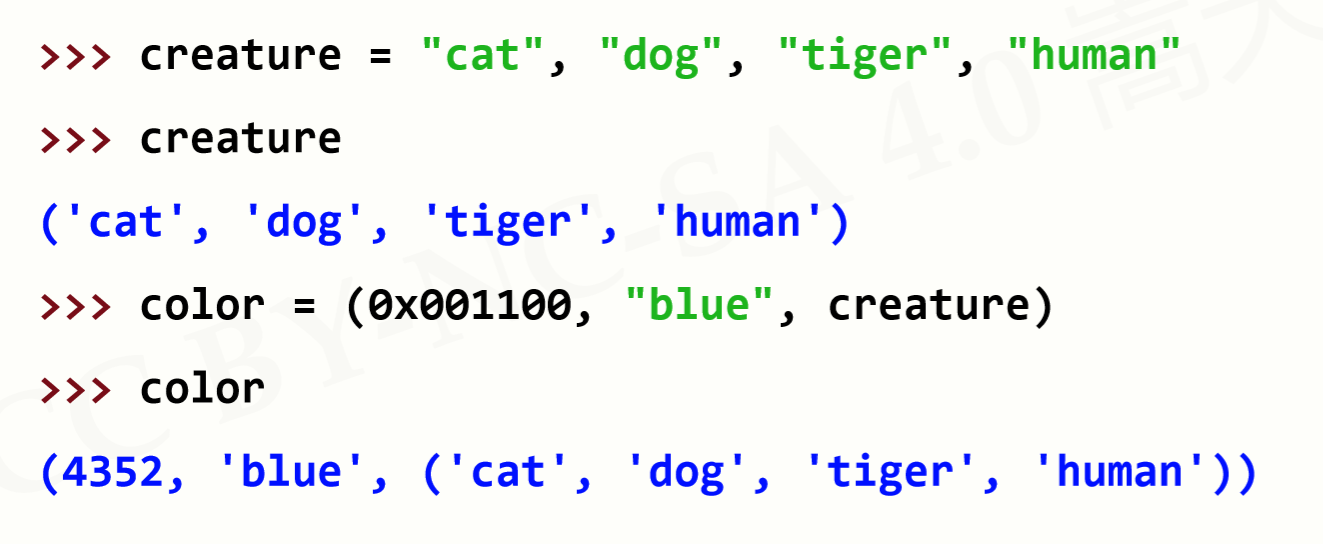 >>> creature = "cat", "dog", "tiger", "human"
>>> creature
('cat', 'dog', 'tiger', 'human')
>>> color = (0x001100, "blue", creature)
>>> color
(4352, 'blue', ('cat', 'dog', 'tiger', 'human'))
CC BY-NC-SA 4.0 嵩天